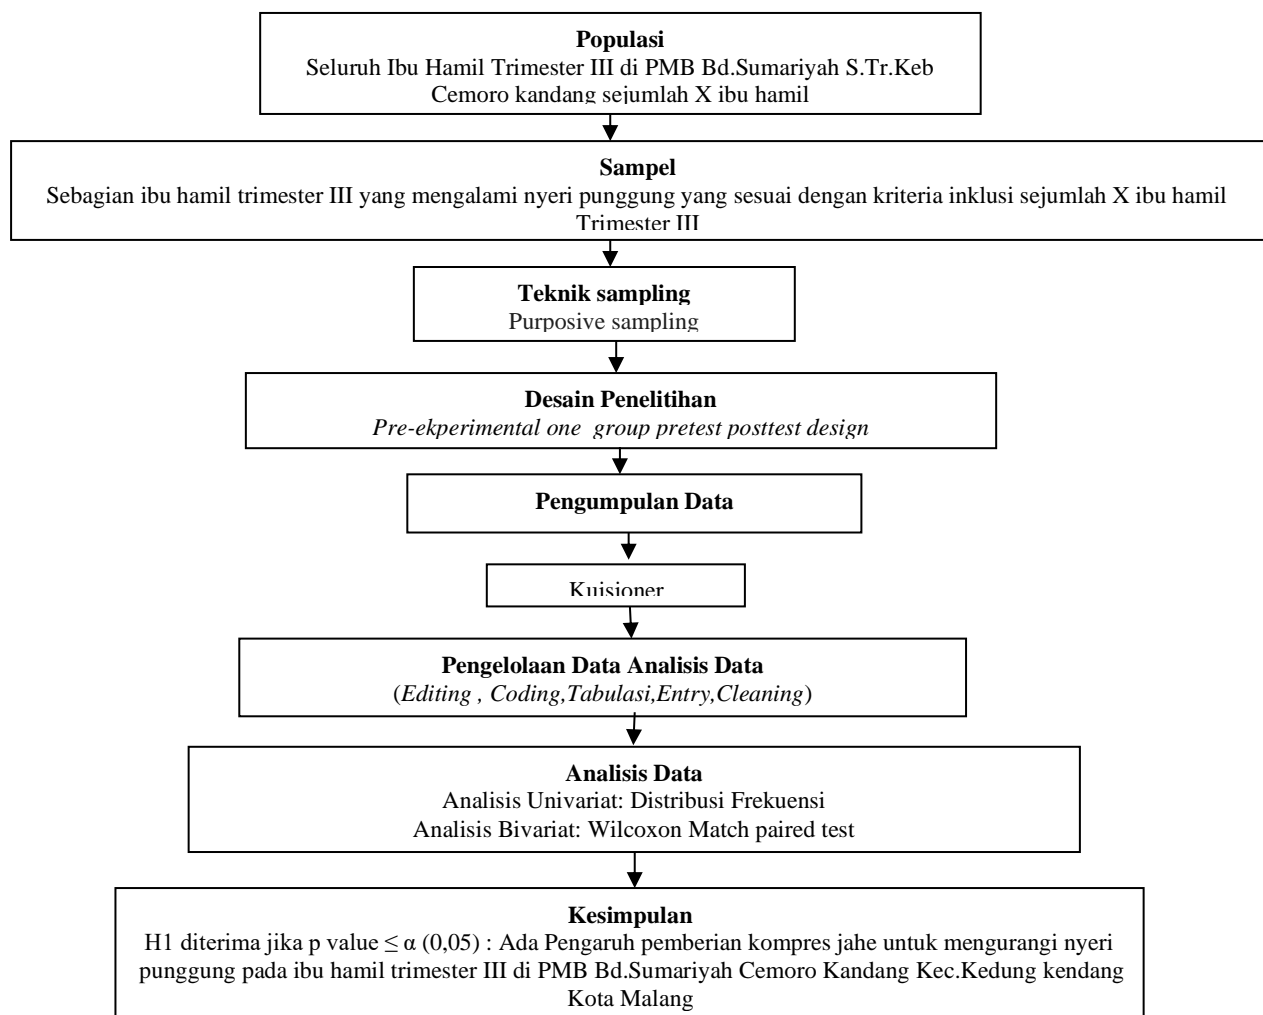 Populasi
Seluruh Ibu Hamil Trimester III di PMB Bd.Sumariyah S.Tr.Keb
Cemoro kandang sejumlah X ibu hamil
Sampel
Sebagian ibu hamil trimester III yang mengalami nyeri punggung yang sesuai dengan kriteria inklusi sejumlah X ibu hamil
Trimester III
Teknik sampling
Purposive sampling
Desain Penelitihan
Pre-ekperimental one group pretest posttest design
Pengumpulan Data
Kuisioner
Pengelolaan Data Analisis Data
(Editing , Coding,Tabulasi,Entry,Cleaning)
Analisis Data
Analisis Univariat: Distribusi Frekuensi
Analisis Bivariat: Wilcoxon Match paired test
Kesimpulan
H1 diterima jika p value ≤ α (0,05) : Ada Pengaruh pemberian kompres jahe untuk mengurangi nyeri
punggung pada ibu hamil trimester III di PMB Bd.Sumariyah Cemoro Kandang Kec.Kedung kendang
Kota Malang